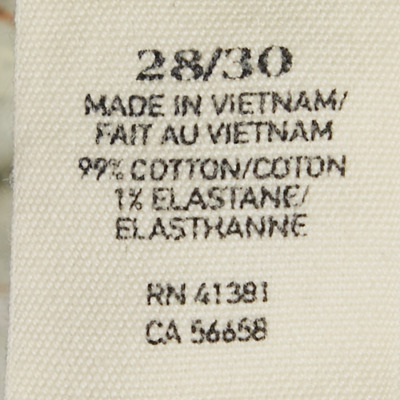 28/30
MADE IN VIETNAM/
FAIT AU VIETNAM
99% COTTON/COTON
1% ELASTANE/
ELASTHANNE
RN 41381
CA 56658